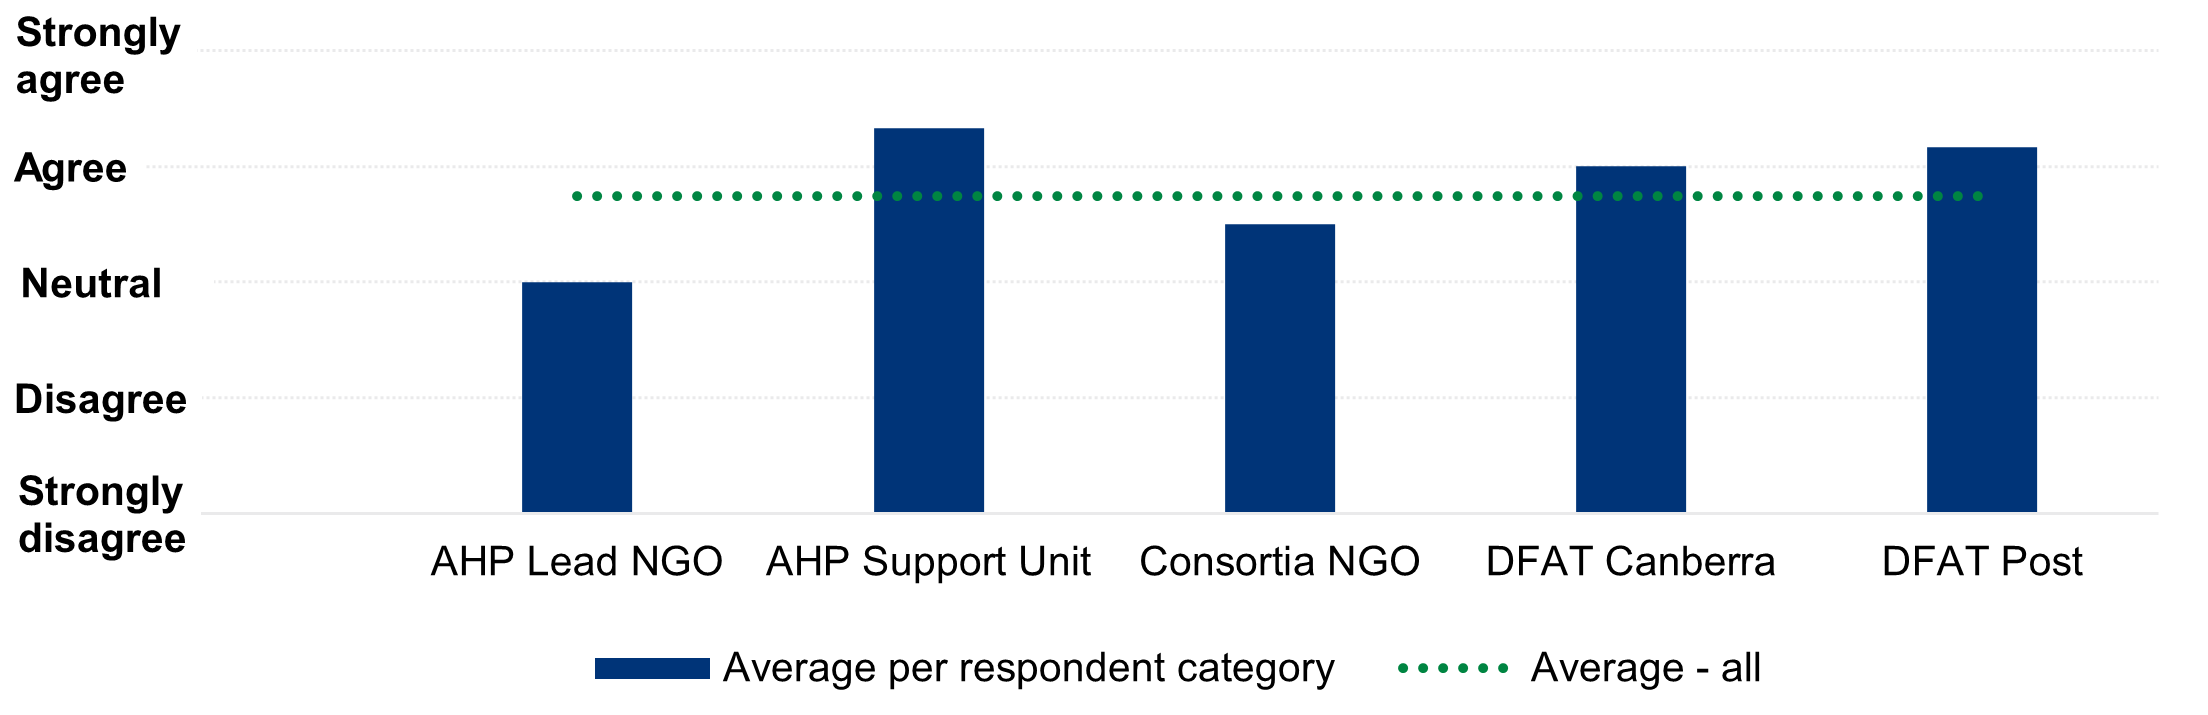 Strongly
agree
Agree
Neutral
Disagree
Strongly
disagree
AHP Lead NGO AHP Support Unit Consortia NGO DFAT Canberra DFAT Post
Average per respondent category Average - all